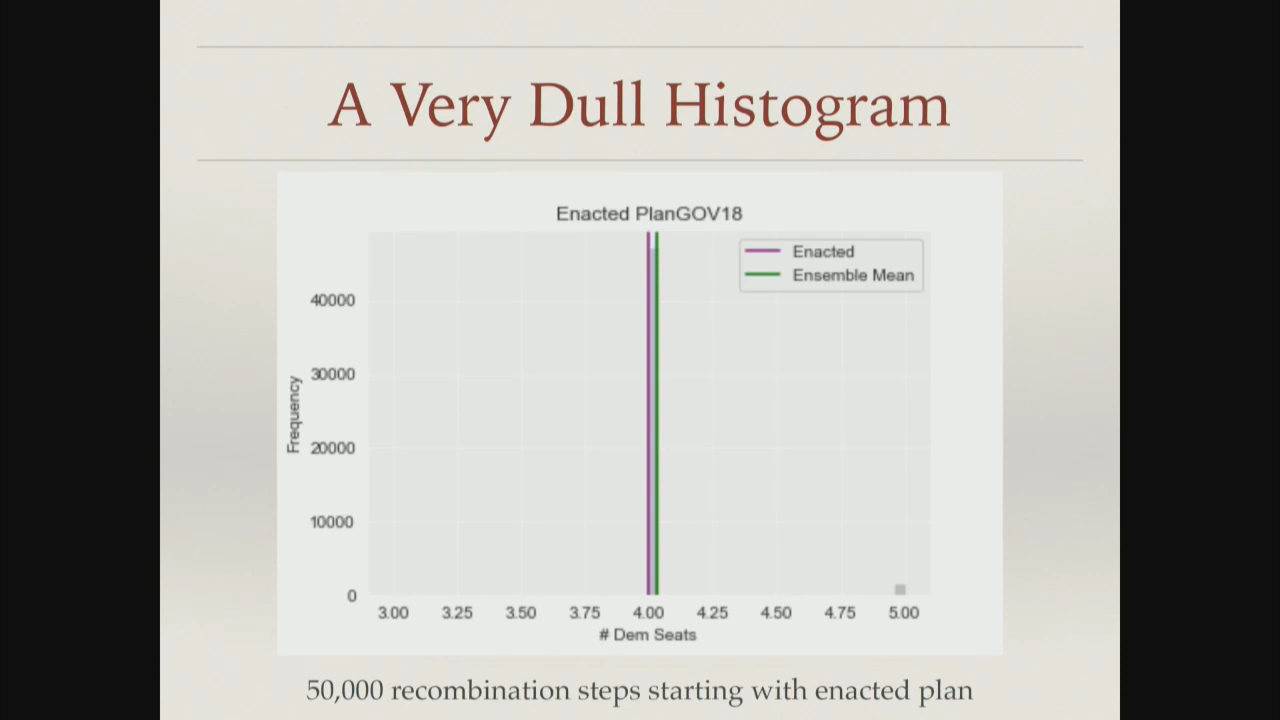 A Very Dull Histogram
Enacted PlanGOV18
Enacted
Ensemble Mean
40000
30000
20000
10000
0
Frequency
3.00 3.25 3.50 3.75 4.00 4.25 4.50 4.75 5.00
# Dem Seats
50,000 recombination steps starting with enacted plan